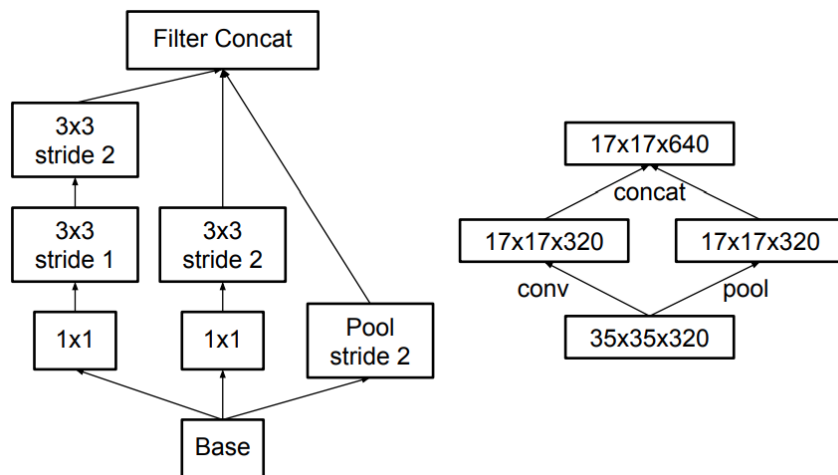 Filter Concat
3x3
stride 2
3x3
stride 1
3x3
stride 2
1x1
1x1
Pool
stride 2
Base
17x17x640
concat
17x17x320
17x17x320
conv
pool
35x35x320